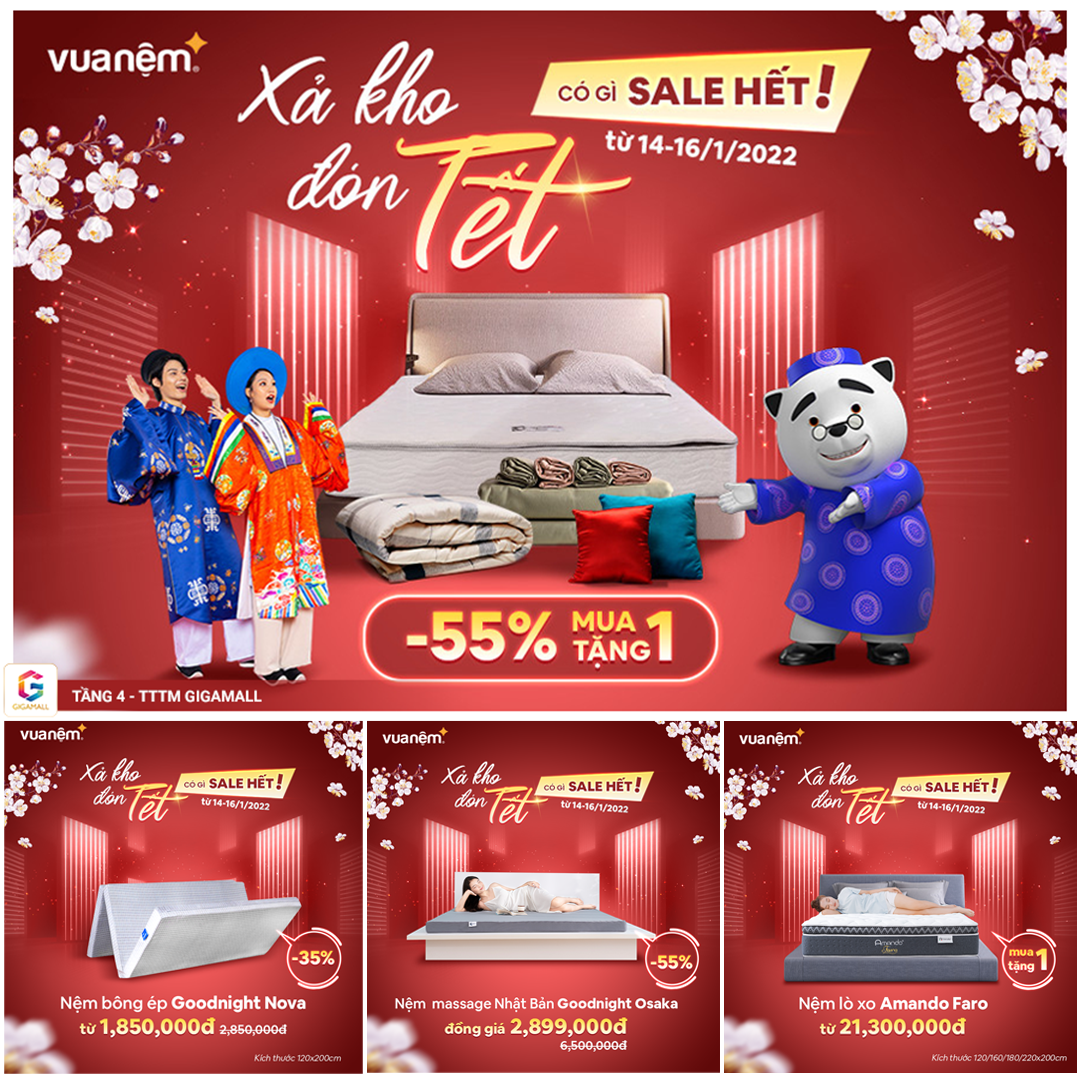 vuanệm®
Xả kho
đón Tết
CÓ GÌ SALE HẾT!
từ 14-16/1/2022
-55% MUA TẶNG 1
GIGAMALL
TẦNG 4 - TTTM GIGAMALL
vuanệm
Xả kho
đón Tết
CÓ GÌ SALE HẾT!
từ 14-16/1/2022
-35%
Nệm bông ép Goodnight Nova
từ 1,850,000đ 2,850,000đ
Kích thước 120x200cm
vuanệm
Xả kho
đón Tết
CÓ GÌ SALE HẾT!
từ 14-16/1/2022
-55%
Nệm massage Nhật Bản Goodnight Osaka
đồng giá 2,899,000đ
6,500,000đ
vuanệm
Xả kho
đón Tết
CÓ GÌ SALE HẾT!
từ 14-16/1/2022
Amando
Faro
mua tặng 1
Nệm lò xo Amando Faro
từ 21,300,000đ
Kích thước 120/160/180/220x200cm